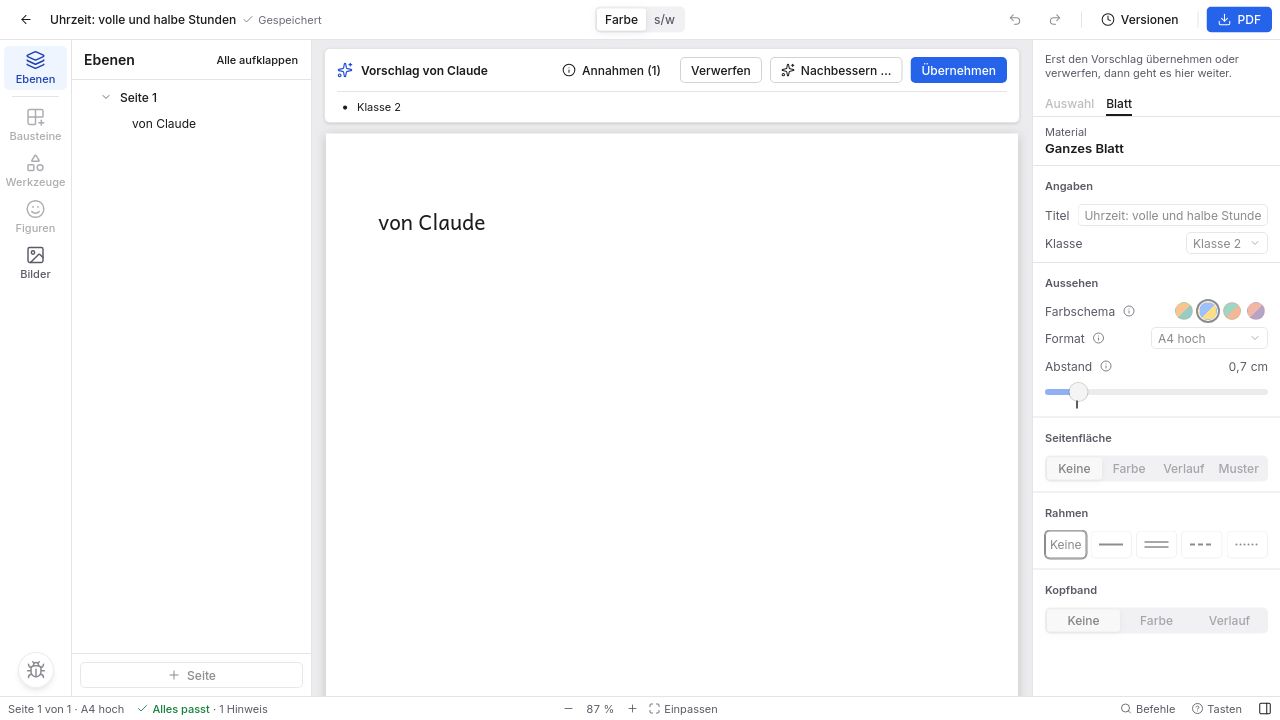 Uhrzeit: volle und halbe Stunden
Gespeichert
Farbe
s/w
Versionen
PDF
Ebenen
Bausteine
Werkzeuge
Figuren
Bilder
Ebenen
Alle aufklappen
Seite 1
von Claude
Seite
Vorschlag von Claude
Annahmen (1)
Verwerfen
Nachbessern ...
Übernehmen
• Klasse 2
von Claude
Erst den Vorschlag übernehmen oder
verwerfen, dann geht es hier weiter.
Auswahl
Blatt
Material
Ganzes Blatt
Angaben
Titel
Uhrzeit: volle und halbe Stunde
Klasse
Klasse 2
Aussehen
Farbschema
Format
A4 hoch
Abstand
0,7 cm
Seitenfläche
Keine
Farbe
Verlauf
Muster
Rahmen
Keine
Kopfband
Keine
Farbe
Verlauf
Seite 1 von 1 · A4 hoch
Alles passt · 1 Hinweis
87 %
Einpassen
Befehle
Tasten